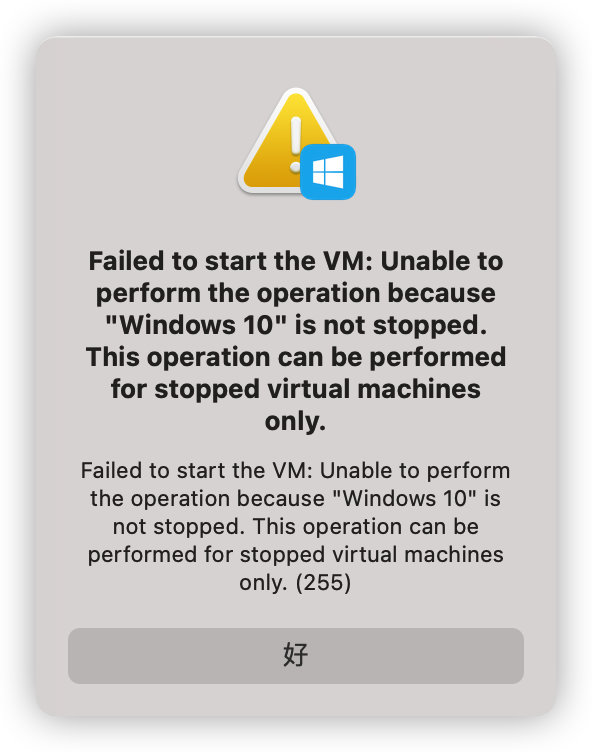 Failed to start the VM: Unable to
perform the operation because
"Windows 10" is not stopped.
This operation can be performed
for stopped virtual machines
only.
Failed to start the VM: Unable to perform
the operation because "Windows 10" is
not stopped. This operation can be
performed for stopped virtual machines
only. (255)
好